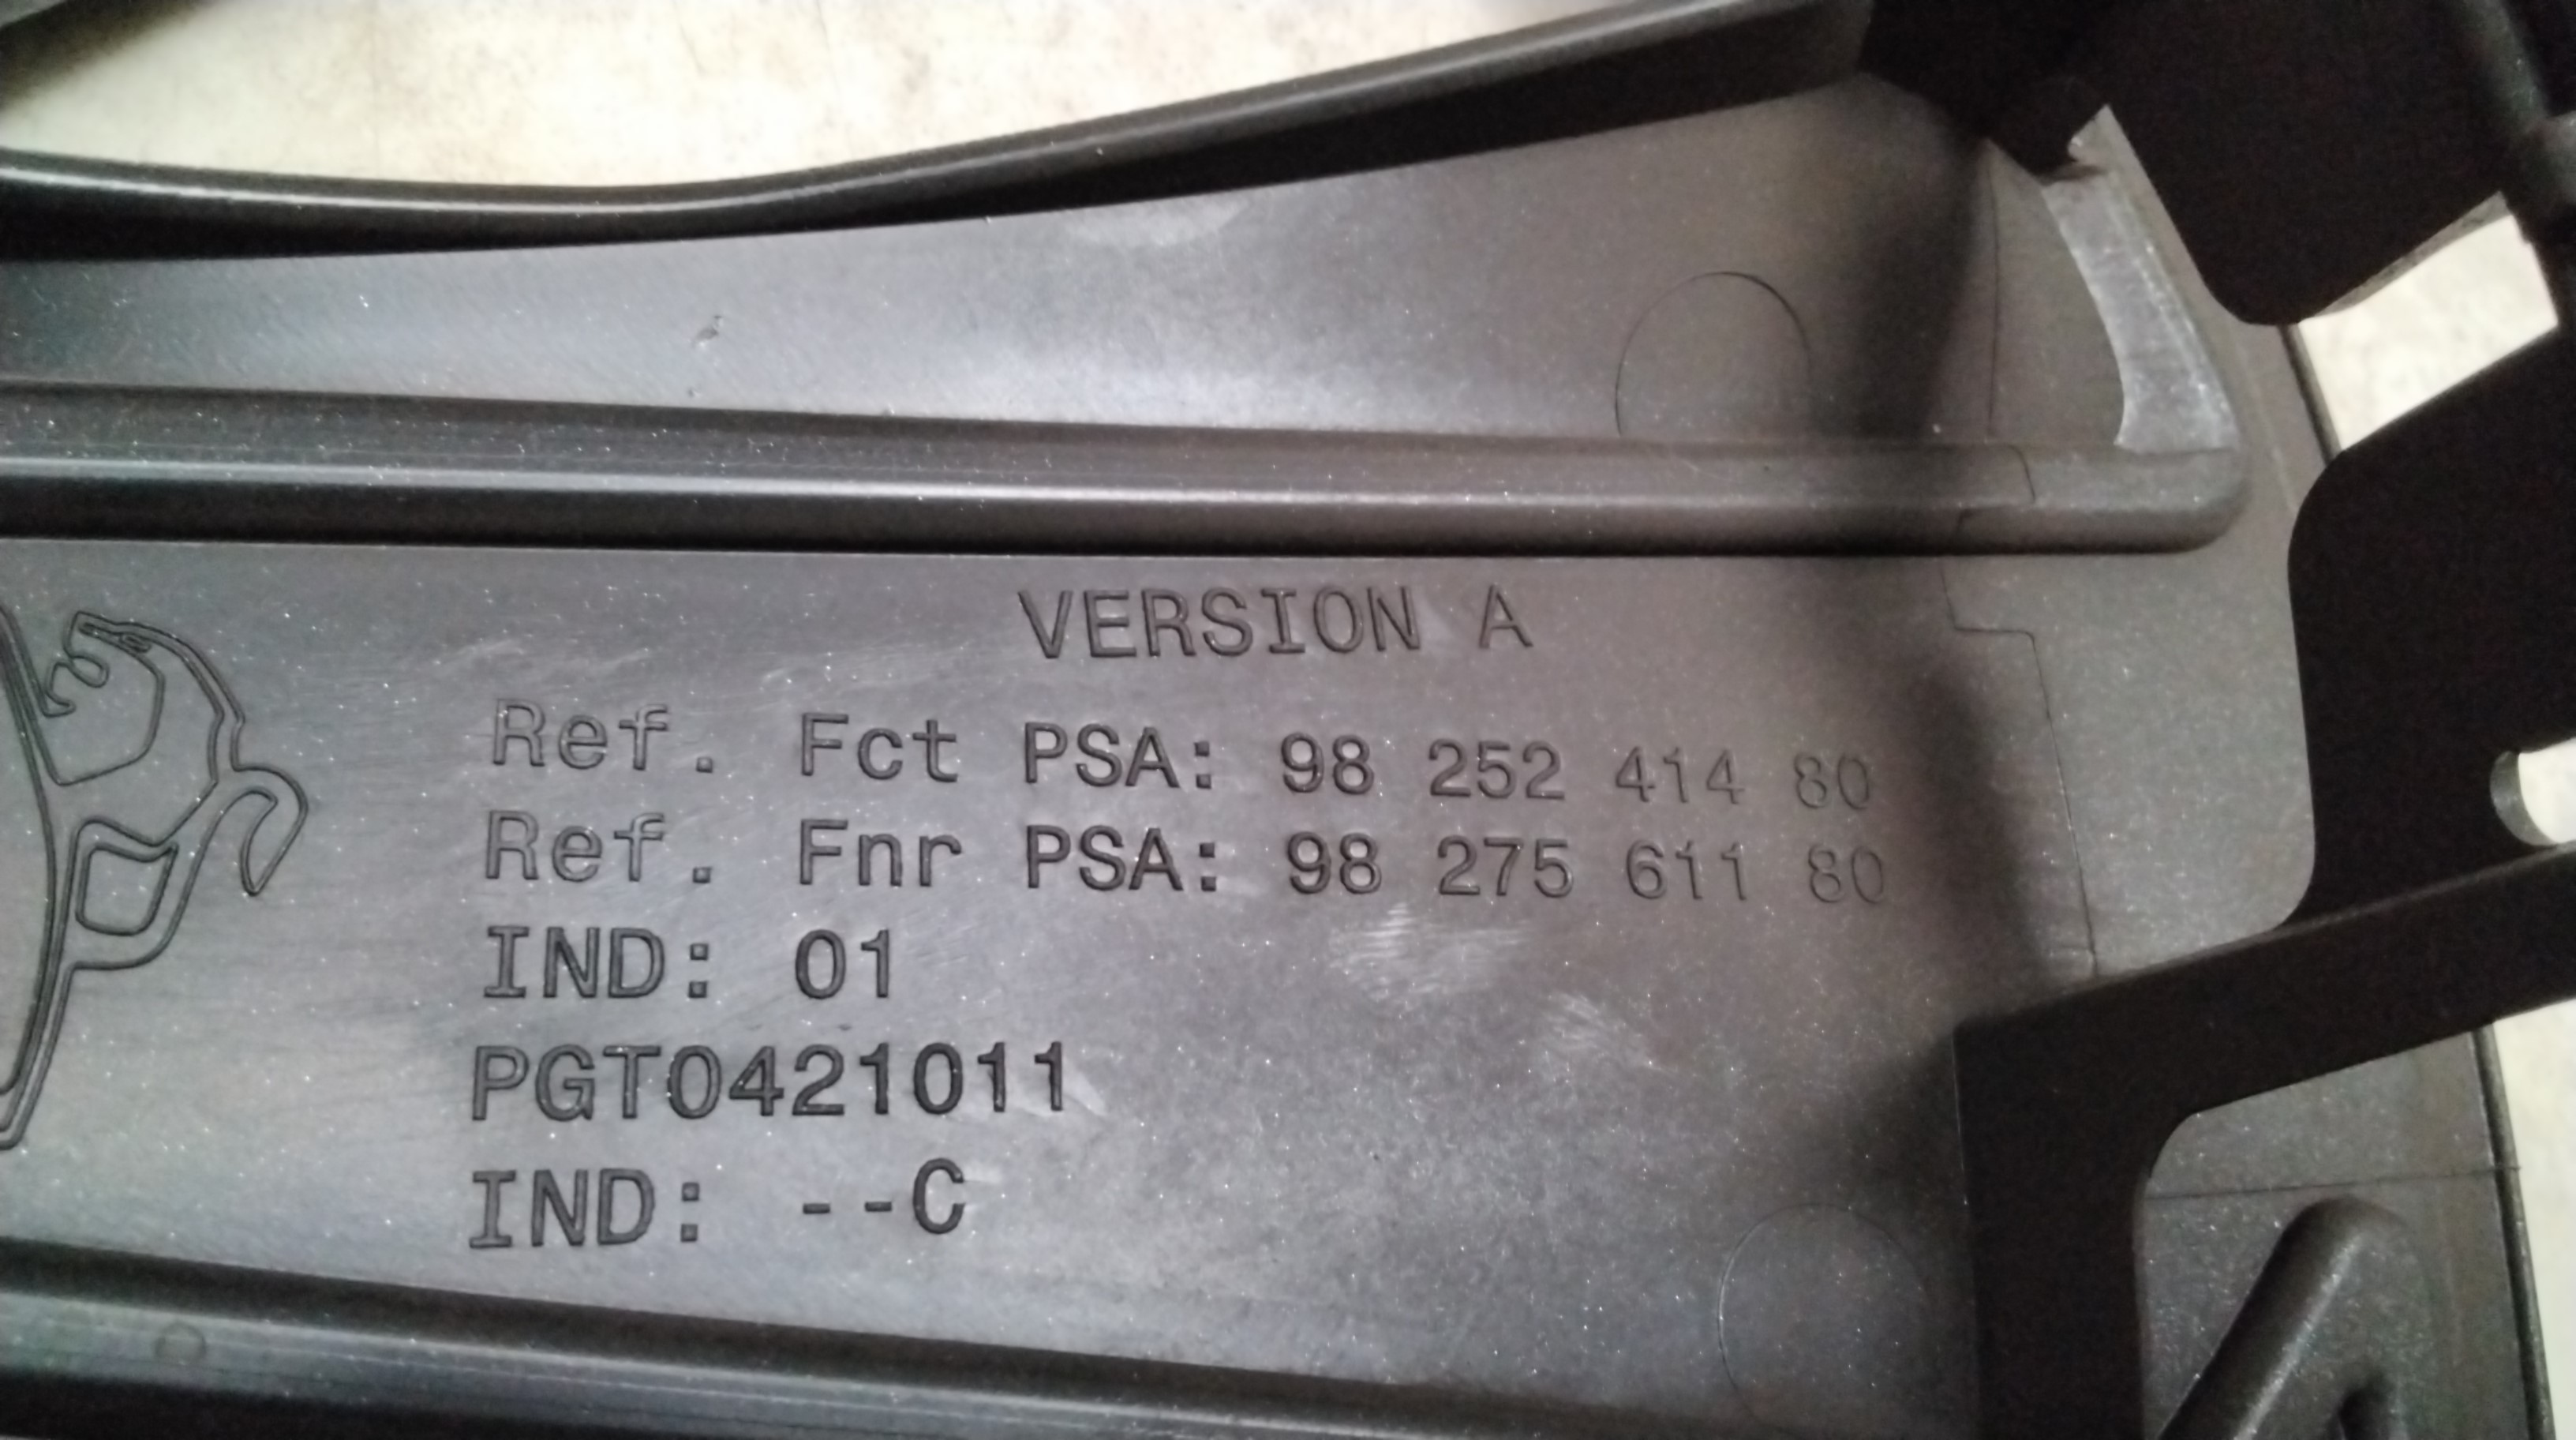 VERSION A
Ref. Fct PSA: 98 252 414 80
Ref. Fnr PSA: 98 275 611 80
IND: 01
PGT0421011
IND: --C